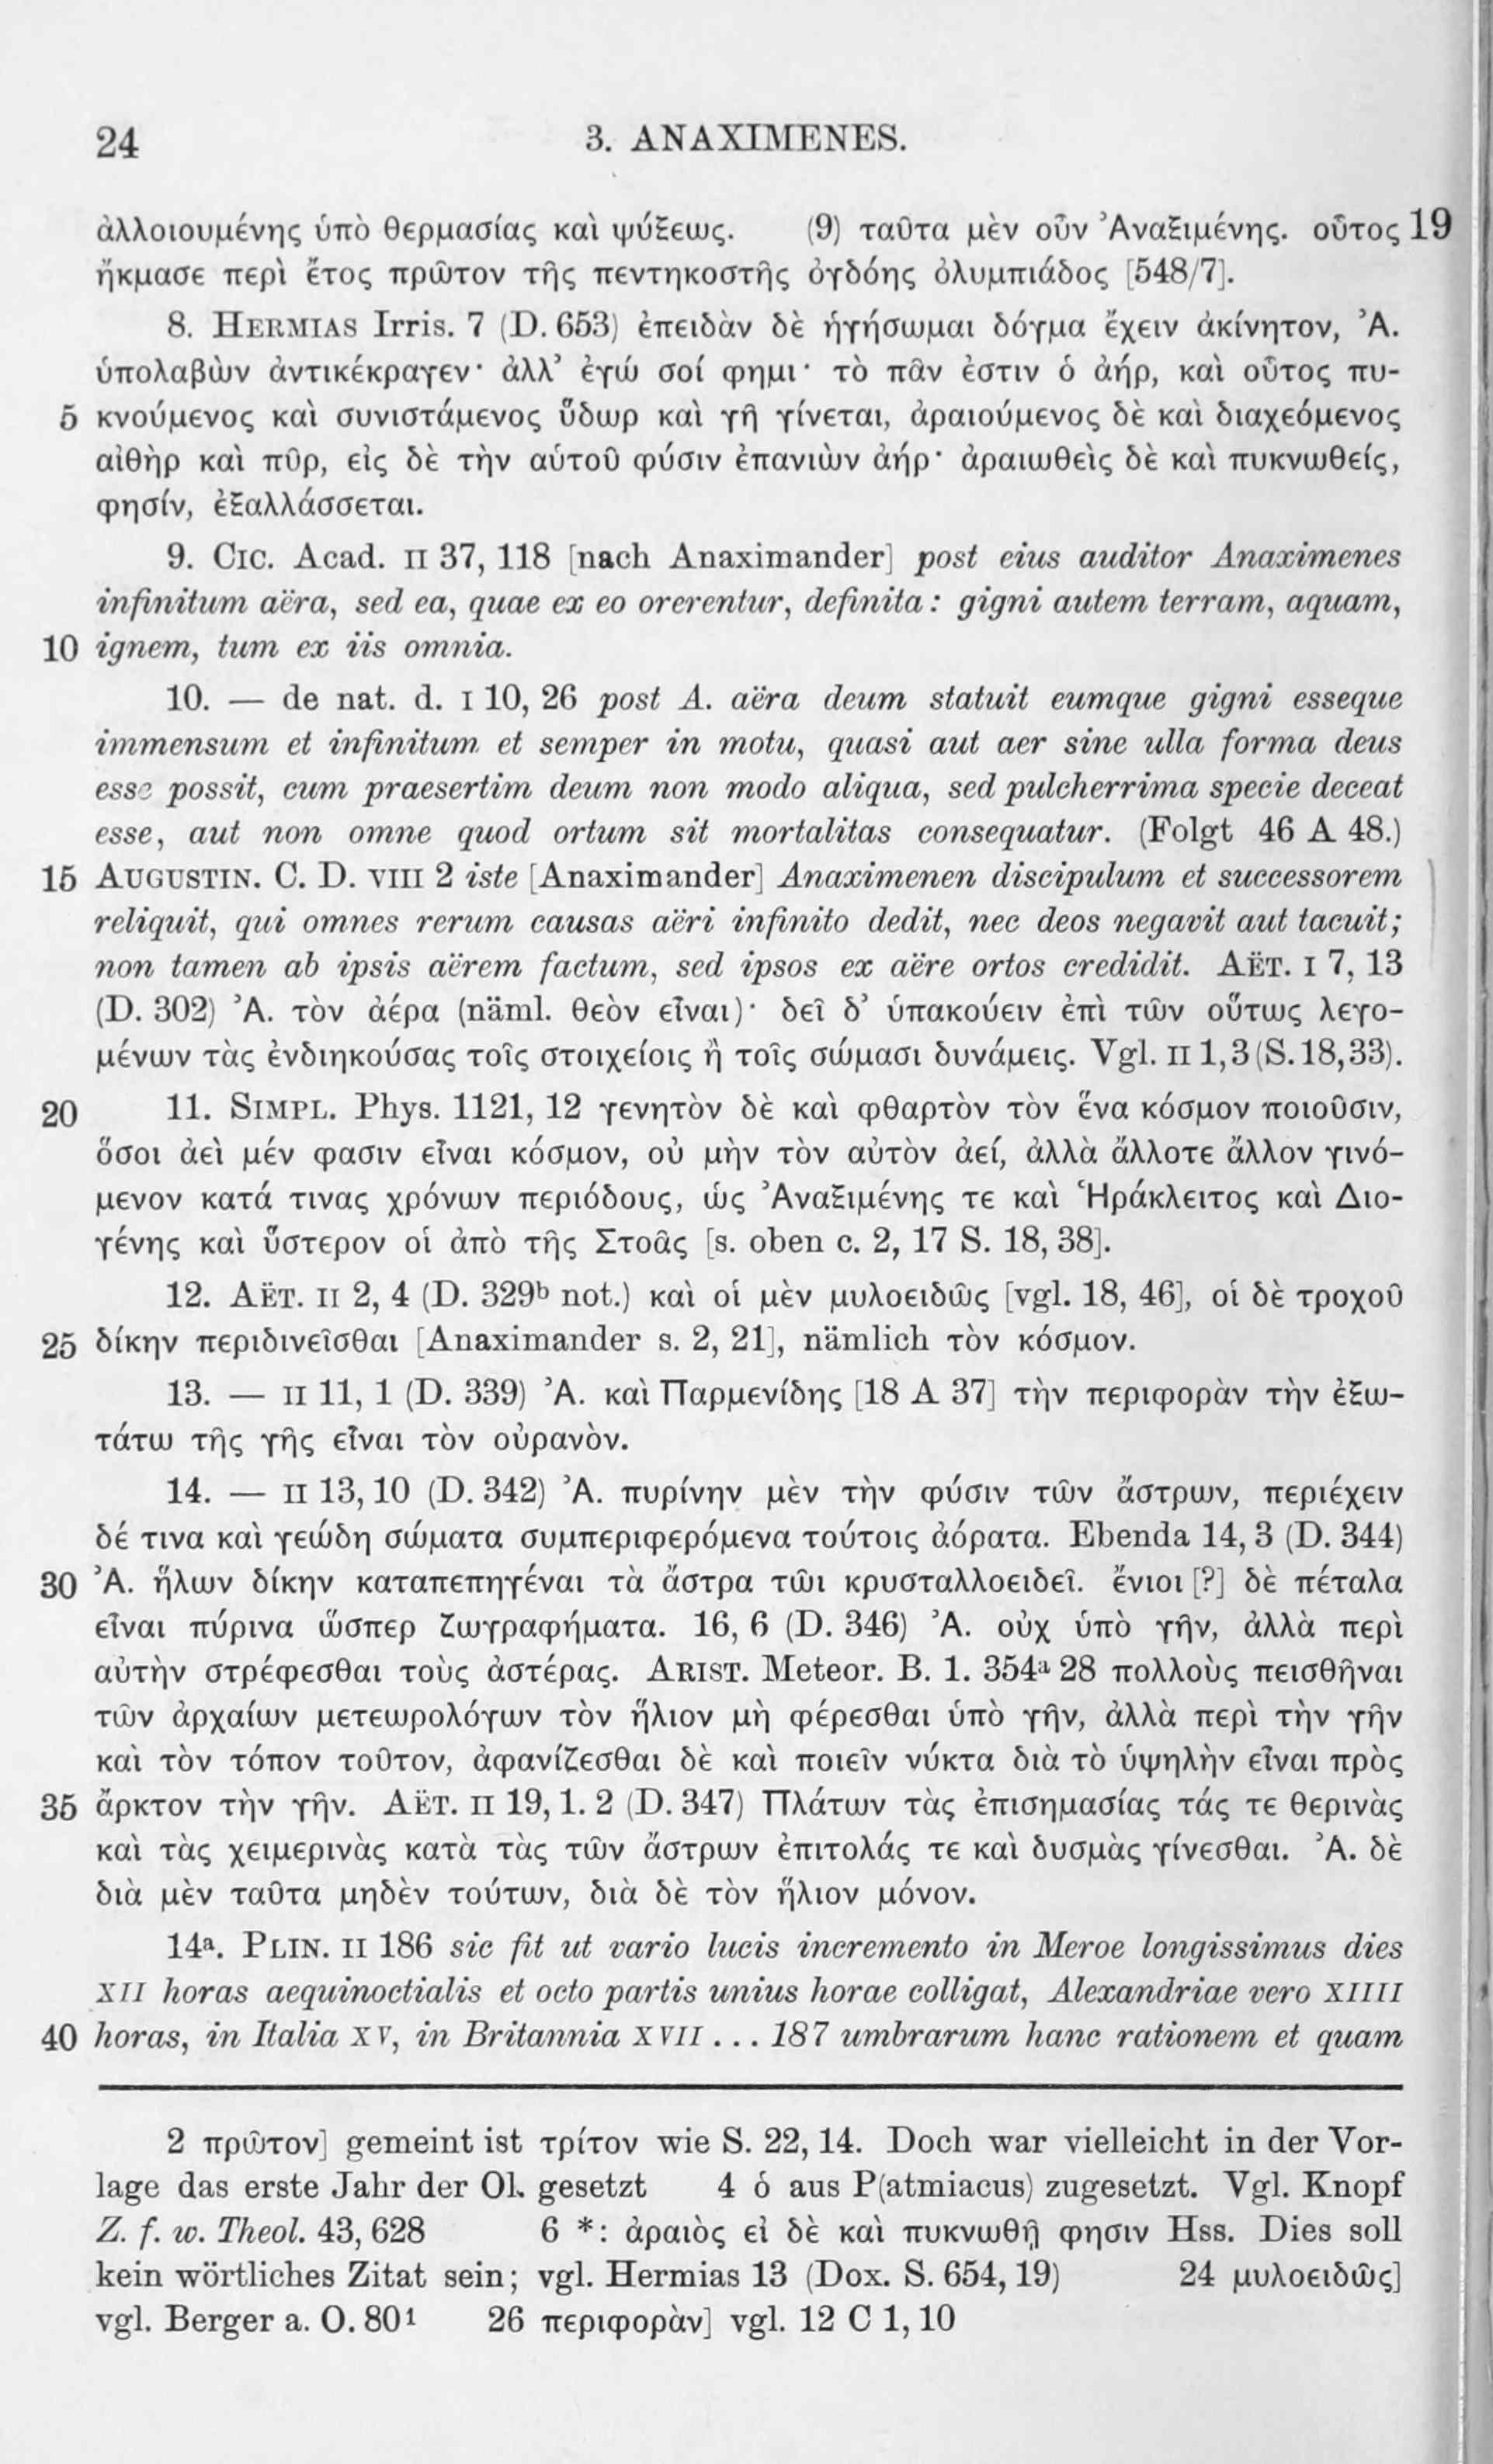 24
3. ANAXIMENES.
ἀλλοιουμένης ὑπὸ θερμασίας καὶ ψύξεως. (9) ταῦτα μὲν οὖν Ἀναξιμένης. οὗτος 19
ἤκμασε περὶ ἔτος πρῶτον τῆς πεντηκοστῆς ὀγδόης ὀλυμπιάδος [548/7].
8. HERMIAS Irris. 7 (D. 653) ἐπειδὰν δὲ ἡγήσωμαι δόγμα ἔχειν ἀκίνητον, Ἀ.
ὑπολαβὼν ἀντικέκραγεν· ἀλλ’ ἐγώ σοί φημι· τὸ πᾶν ἐστιν ὁ ἀήρ, καὶ οὗτος πυ-
5 κνούμενος καὶ συνιστάμενος ὕδωρ καὶ γῆ γίνεται, ἀραιούμενος δὲ καὶ διαχεόμενος
αἰθὴρ καὶ πῦρ, εἰς δὲ τὴν αὑτοῦ φύσιν ἐπανιὼν ἀήρ· ἀραιωθεὶς δὲ καὶ πυκνωθείς,
φησίν, ἐξαλλάσσεται.
9. CIC. Acad. II 37, 118 [nach Anaximander] post eius auditor Anaximenes
infinitum aëra, sed ea, quae ex eo orerentur, definita: gigni autem terram, aquam,
10 ignem, tum ex iis omnia.
10. — de nat. d. I 10, 26 post A. aëra deum statuit eumque gigni esseque
immensum et infinitum et semper in motu, quasi aut aer sine ulla forma deus
esse possit, cum praesertim deum non modo aliqua, sed pulcherrima specie deceat
esse, aut non omne quod ortum sit mortalitas consequatur. (Folgt 46 A 48.)
15 AUGUSTIN. C. D. VIII 2 iste [Anaximander] Anaximenen discipulum et successorem
reliquit, qui omnes rerum causas aëri infinito dedit, nec deos negavit aut tacuit;
non tamen ab ipsis aërem factum, sed ipsos ex aëre ortos credidit. AËT. I 7, 13
(D. 302) Ἀ. τὸν ἀέρα (näml. θεὸν εἶναι)· δεῖ δ’ ὑπακούειν ἐπὶ τῶν οὕτως λεγο-
μένων τὰς ἐνδιηκούσας τοῖς στοιχείοις ἢ τοῖς σώμασι δυνάμεις. Vgl. II 1,3 (S. 18,33).
20 11. SIMPL. Phys. 1121, 12 γενητὸν δὲ καὶ φθαρτὸν τὸν ἕνα κόσμον ποιοῦσιν,
ὅσοι ἀεὶ μέν φασιν εἶναι κόσμον, οὐ μὴν τὸν αὐτὸν ἀεί, ἀλλὰ ἄλλοτε ἄλλον γινό-
μενον κατά τινας χρόνων περιόδους, ὡς Ἀναξιμένης τε καὶ Ἡράκλειτος καὶ Διο-
γένης καὶ ὕστερον οἱ ἀπὸ τῆς Στοᾶς [s. oben c. 2, 17 S. 18, 38].
12. AËT. II 2, 4 (D. 329ᵇ not.) καὶ οἱ μὲν μυλοειδῶς [vgl. 18, 46], οἱ δὲ τροχοῦ
25 δίκην περιδινεῖσθαι [Anaximander s. 2, 21], nämlich τὸν κόσμον.
13. — II 11, 1 (D. 339) Ἀ. καὶ Παρμενίδης [18 A 37] τὴν περιφορὰν τὴν ἐξω-
τάτω τῆς γῆς εἶναι τὸν οὐρανὸν.
14. — II 13, 10 (D. 342) Ἀ. πυρίνην μὲν τὴν φύσιν τῶν ἄστρων, περιέχειν
δέ τινα καὶ γεώδη σώματα συμπεριφερόμενα τούτοις ἀόρατα. Ebenda 14, 3 (D. 344)
30 Ἀ. ἥλων δίκην καταπεπηγέναι τὰ ἄστρα τῶι κρυσταλλοειδεῖ. ἔνιοι [?] δὲ πέταλα
εἶναι πύρινα ὥσπερ ζωγραφήματα. 16, 6 (D. 346) Ἀ. οὐχ ὑπὸ γῆν, ἀλλὰ περὶ
αὐτὴν στρέφεσθαι τοὺς ἀστέρας. ARIST. Meteor. B. 1. 354ᵃ 28 πολλοὺς πεισθῆναι
τῶν ἀρχαίων μετεωρολόγων τὸν ἥλιον μὴ φέρεσθαι ὑπὸ γῆν, ἀλλὰ περὶ τὴν γῆν
καὶ τὸν τόπον τοῦτον, ἀφανίζεσθαι δὲ καὶ ποιεῖν νύκτα διὰ τὸ ὑψηλὴν εἶναι πρὸς
35 ἄρκτον τὴν γῆν. AËT. II 19, 1. 2 (D. 347) Πλάτων τὰς ἐπισημασίας τάς τε θερινὰς
καὶ τὰς χειμερινὰς κατὰ τὰς τῶν ἄστρων ἐπιτολάς τε καὶ δυσμὰς γίνεσθαι. Ἀ. δὲ
διὰ μὲν ταῦτα μηδὲν τούτων, διὰ δὲ τὸν ἥλιον μόνον.
14ᵃ. PLIN. II 186 sic fit ut vario lucis incremento in Meroe longissimus dies
XII horas aequinoctialis et octo partis unius horae colligat, Alexandriae vero XIIII
40 horas, in Italia XV, in Britannia XVII ... 187 umbrarum hanc rationem et quam
2 πρῶτον] gemeint ist τρίτον wie S. 22, 14. Doch war vielleicht in der Vor-
lage das erste Jahr der Ol. gesetzt 4 ὁ aus P(atmiacus) zugesetzt. Vgl. Knopf
Z. f. w. Theol. 43, 628 6 *: ἀραιὸς εἰ δὲ καὶ πυκνωθῇ φησιν Hss. Dies soll
kein wörtliches Zitat sein; vgl. Hermias 13 (Dox. S. 654, 19) 24 μυλοειδῶς]
vgl. Berger a. O. 80¹ 26 περιφορὰν] vgl. 12 C 1, 10